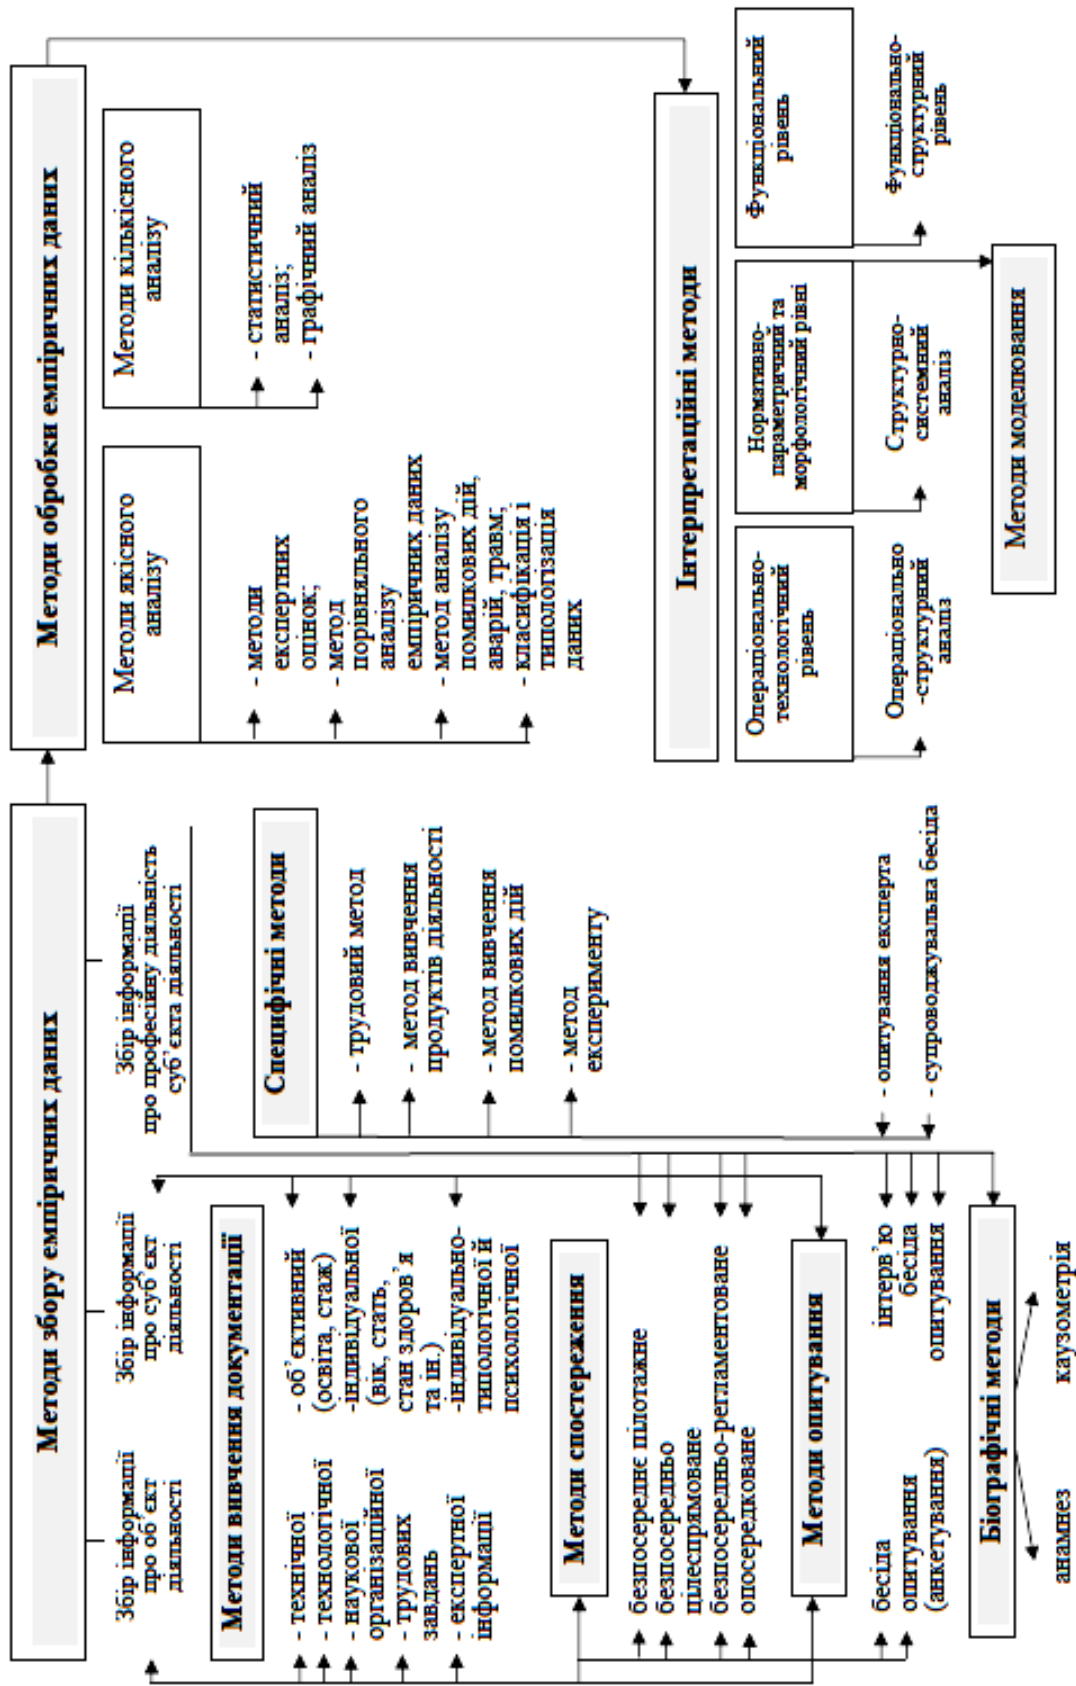 Методи збору емпіричних даних
Збір інформації
про об’єкт
діяльності
Збір інформації
про суб’єкт
діяльності
Збір інформації
про професійну діяльність
суб’єкта діяльності
Методи вивчення документації
- технічної
- технологічної
- наукової
організаційної
- трудових
завдань
- експертної
інформації
- об’єктивний
(освіта, стаж)
-індивідуальної
(вік, стать,
стан здоров’я
та ін.)
-індивідуально-
типологічної й
психологічної
Специфічні методи
- трудовий метод
- метод вивчення
продуктів діяльності
- метод вивчення
помилкових дій
- метод
експерименту
- опитування експерта
- супроводжувальна бесіда
Методи спостереження
безпосереднє пілотажне
безпосередньо
цілеспрямоване
безпосередньо-регламентоване
опосередковане
Методи опитування
бесіда
опитування
(анкетування)
інтерв’ю
бесіда
опитування
Біографічні методи
анамнез
каузометрія
Методи обробки емпіричних даних
Методи якісного
аналізу
- методи
експертних
оцінок;
- метод
порівняльного
аналізу
емпіричних даних
- метод аналізу
помилкових дій,
аварій, травм;
- класифікація і
типологізація
даних
Методи кількісного
аналізу
- статистичний
аналіз;
- графічний аналіз
Інтерпретаційні методи
Операціонально-
технологічний
рівень
Нормативно-
параметричний та
морфологічний рівні
Функціональний
рівень
Операціонально
-структурний
аналіз
Структурно-
системний
аналіз
Функціонально-
структурний
рівень
Методи моделювання